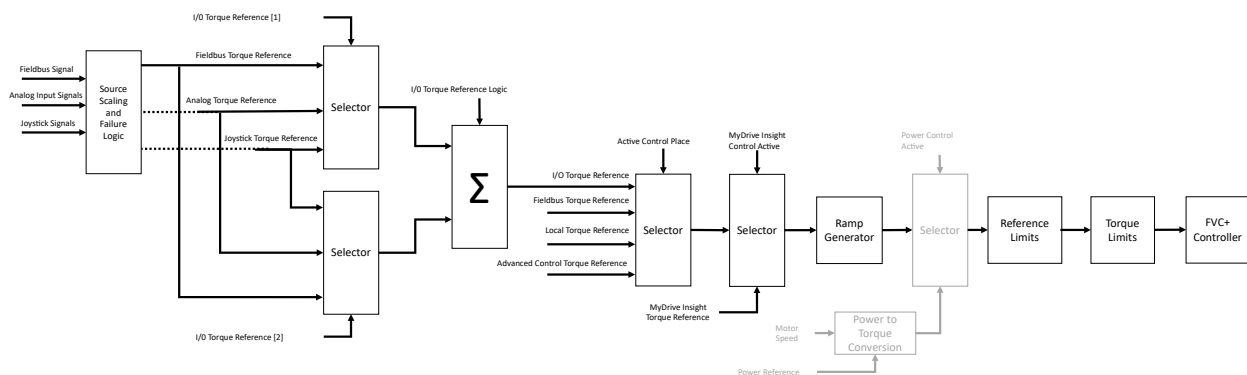 I/0 Torque Reference [1]
Fieldbus Torque Reference
Fieldbus Signal
Analog Input Signals
Joystick Signals
Source
Scaling
and
Failure
Logic
Analog Torque Reference
Joystick Torque Reference
Selector
Selector
I/0 Torque Reference [2]
I/0 Torque Reference Logic
Σ
I/O Torque Reference
Fieldbus Torque Reference
Local Torque Reference
Advanced Control Torque Reference
Active Control Place
Selector
MyDrive Insight
Control Active
Selector
MyDrive Insight
Torque Reference
Ramp
Generator
Power Control
Active
Selector
Motor
Speed
Power to
Torque
Conversion
Power Reference
Reference
Limits
Torque
Limits
FVC+
Controller